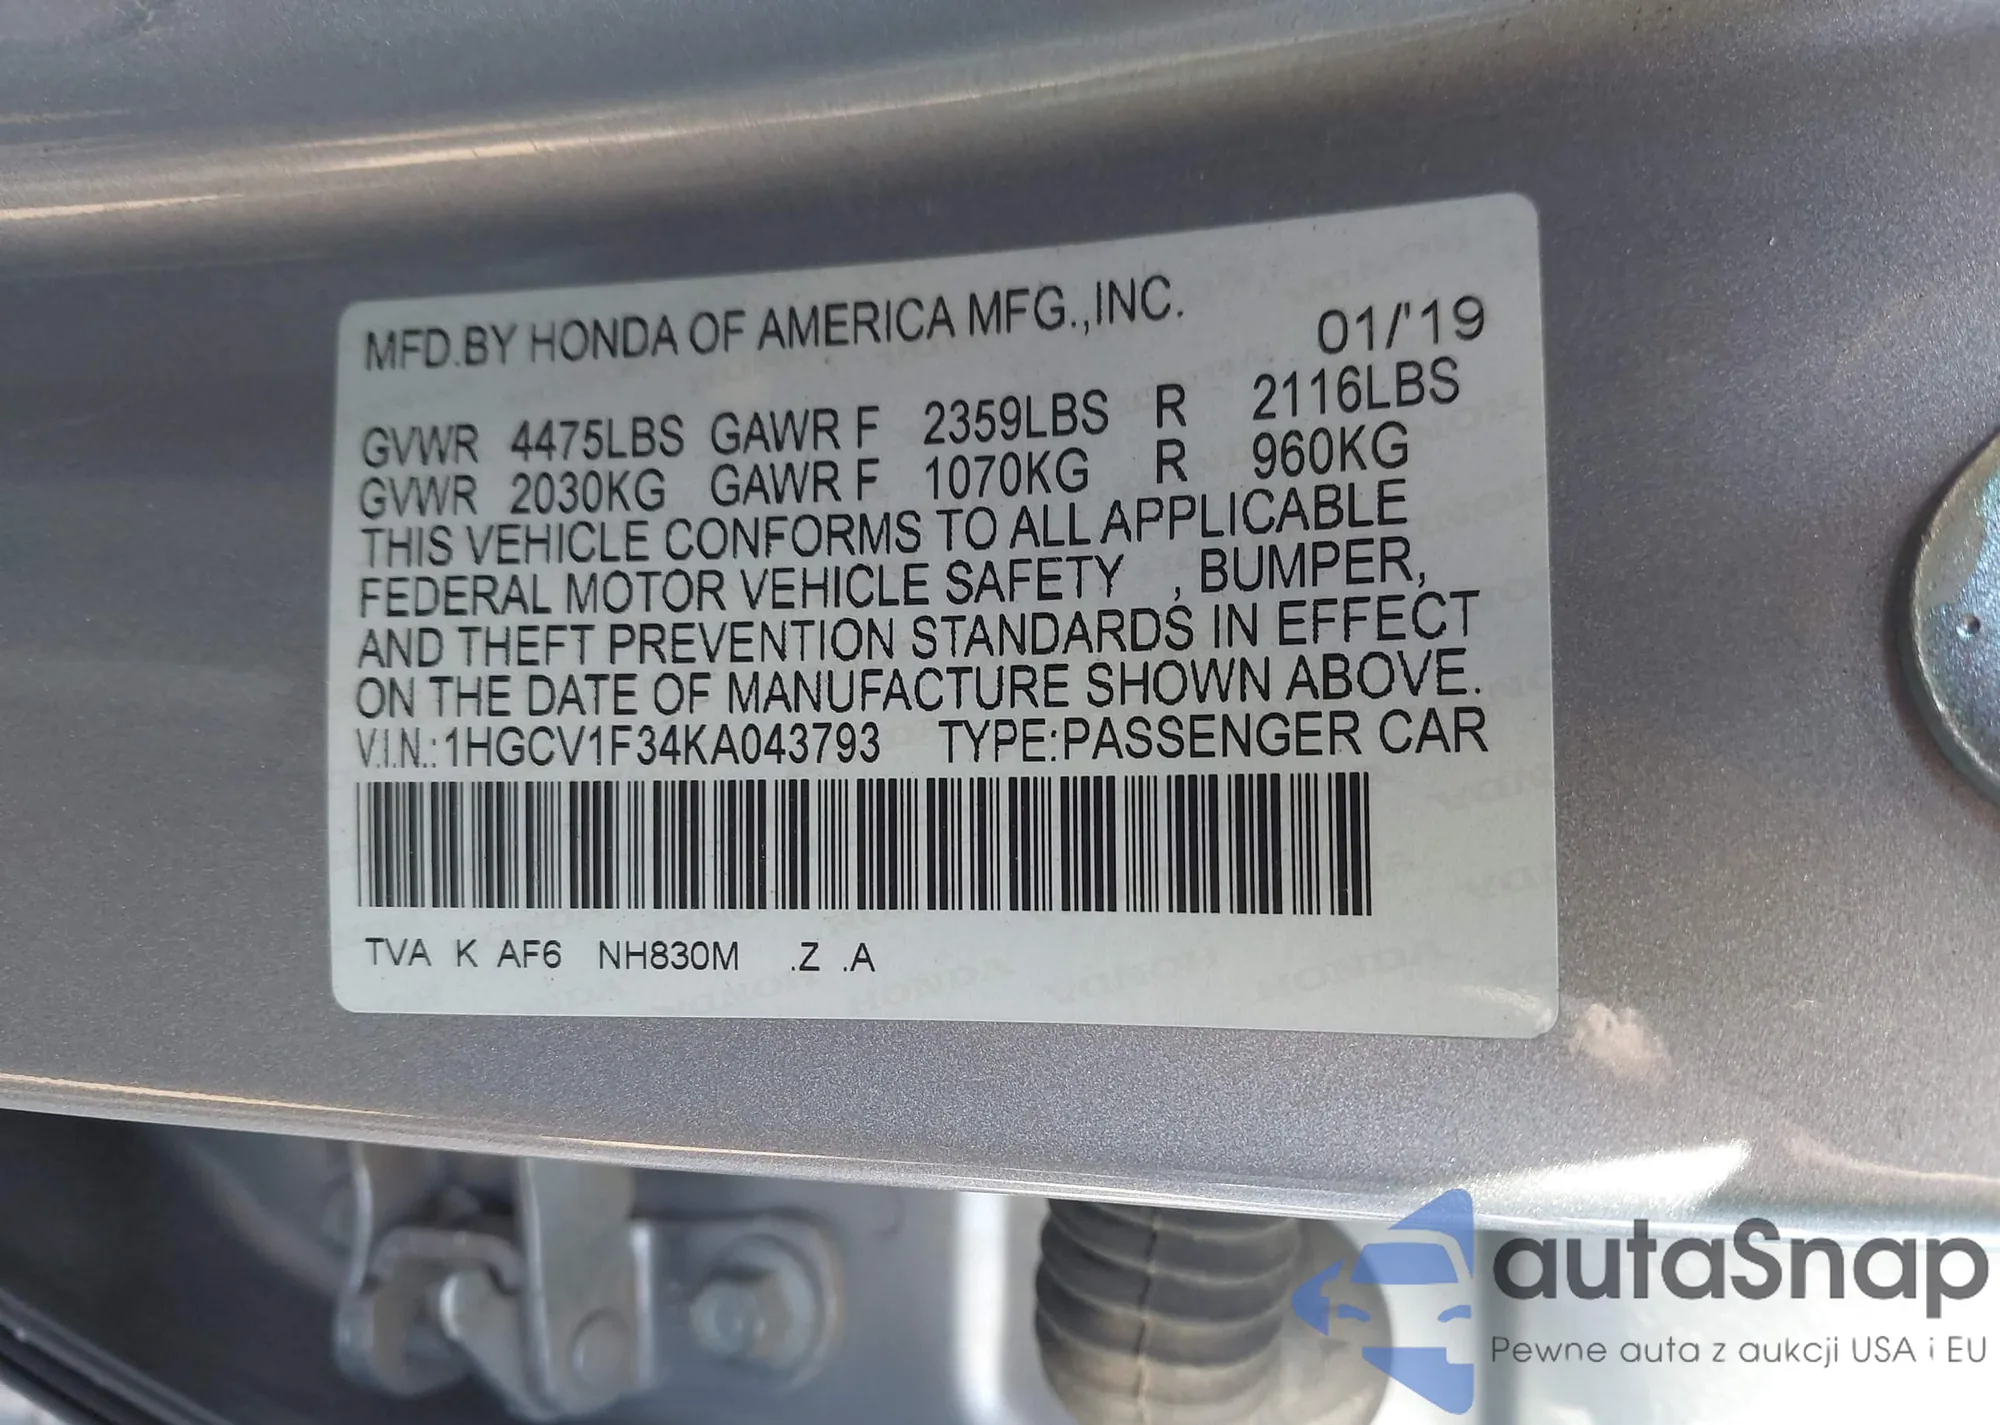 MFD.BY HONDA OF AMERICA MFG.,INC. 01/'19
GVWR 4475LBS GAWR F 2359LBS R 2116LBS
GVWR 2030KG GAWR F 1070KG R 960KG
THIS VEHICLE CONFORMS TO ALL APPLICABLE
FEDERAL MOTOR VEHICLE SAFETY , BUMPER,
AND THEFT PREVENTION STANDARDS IN EFFECT
ON THE DATE OF MANUFACTURE SHOWN ABOVE.
V.I.N.:1HGCV1F34KA043793 TYPE:PASSENGER CAR
TVA K AF6 NH830M .Z .A
autaSnap
Pewne auta z aukcji USA i EU